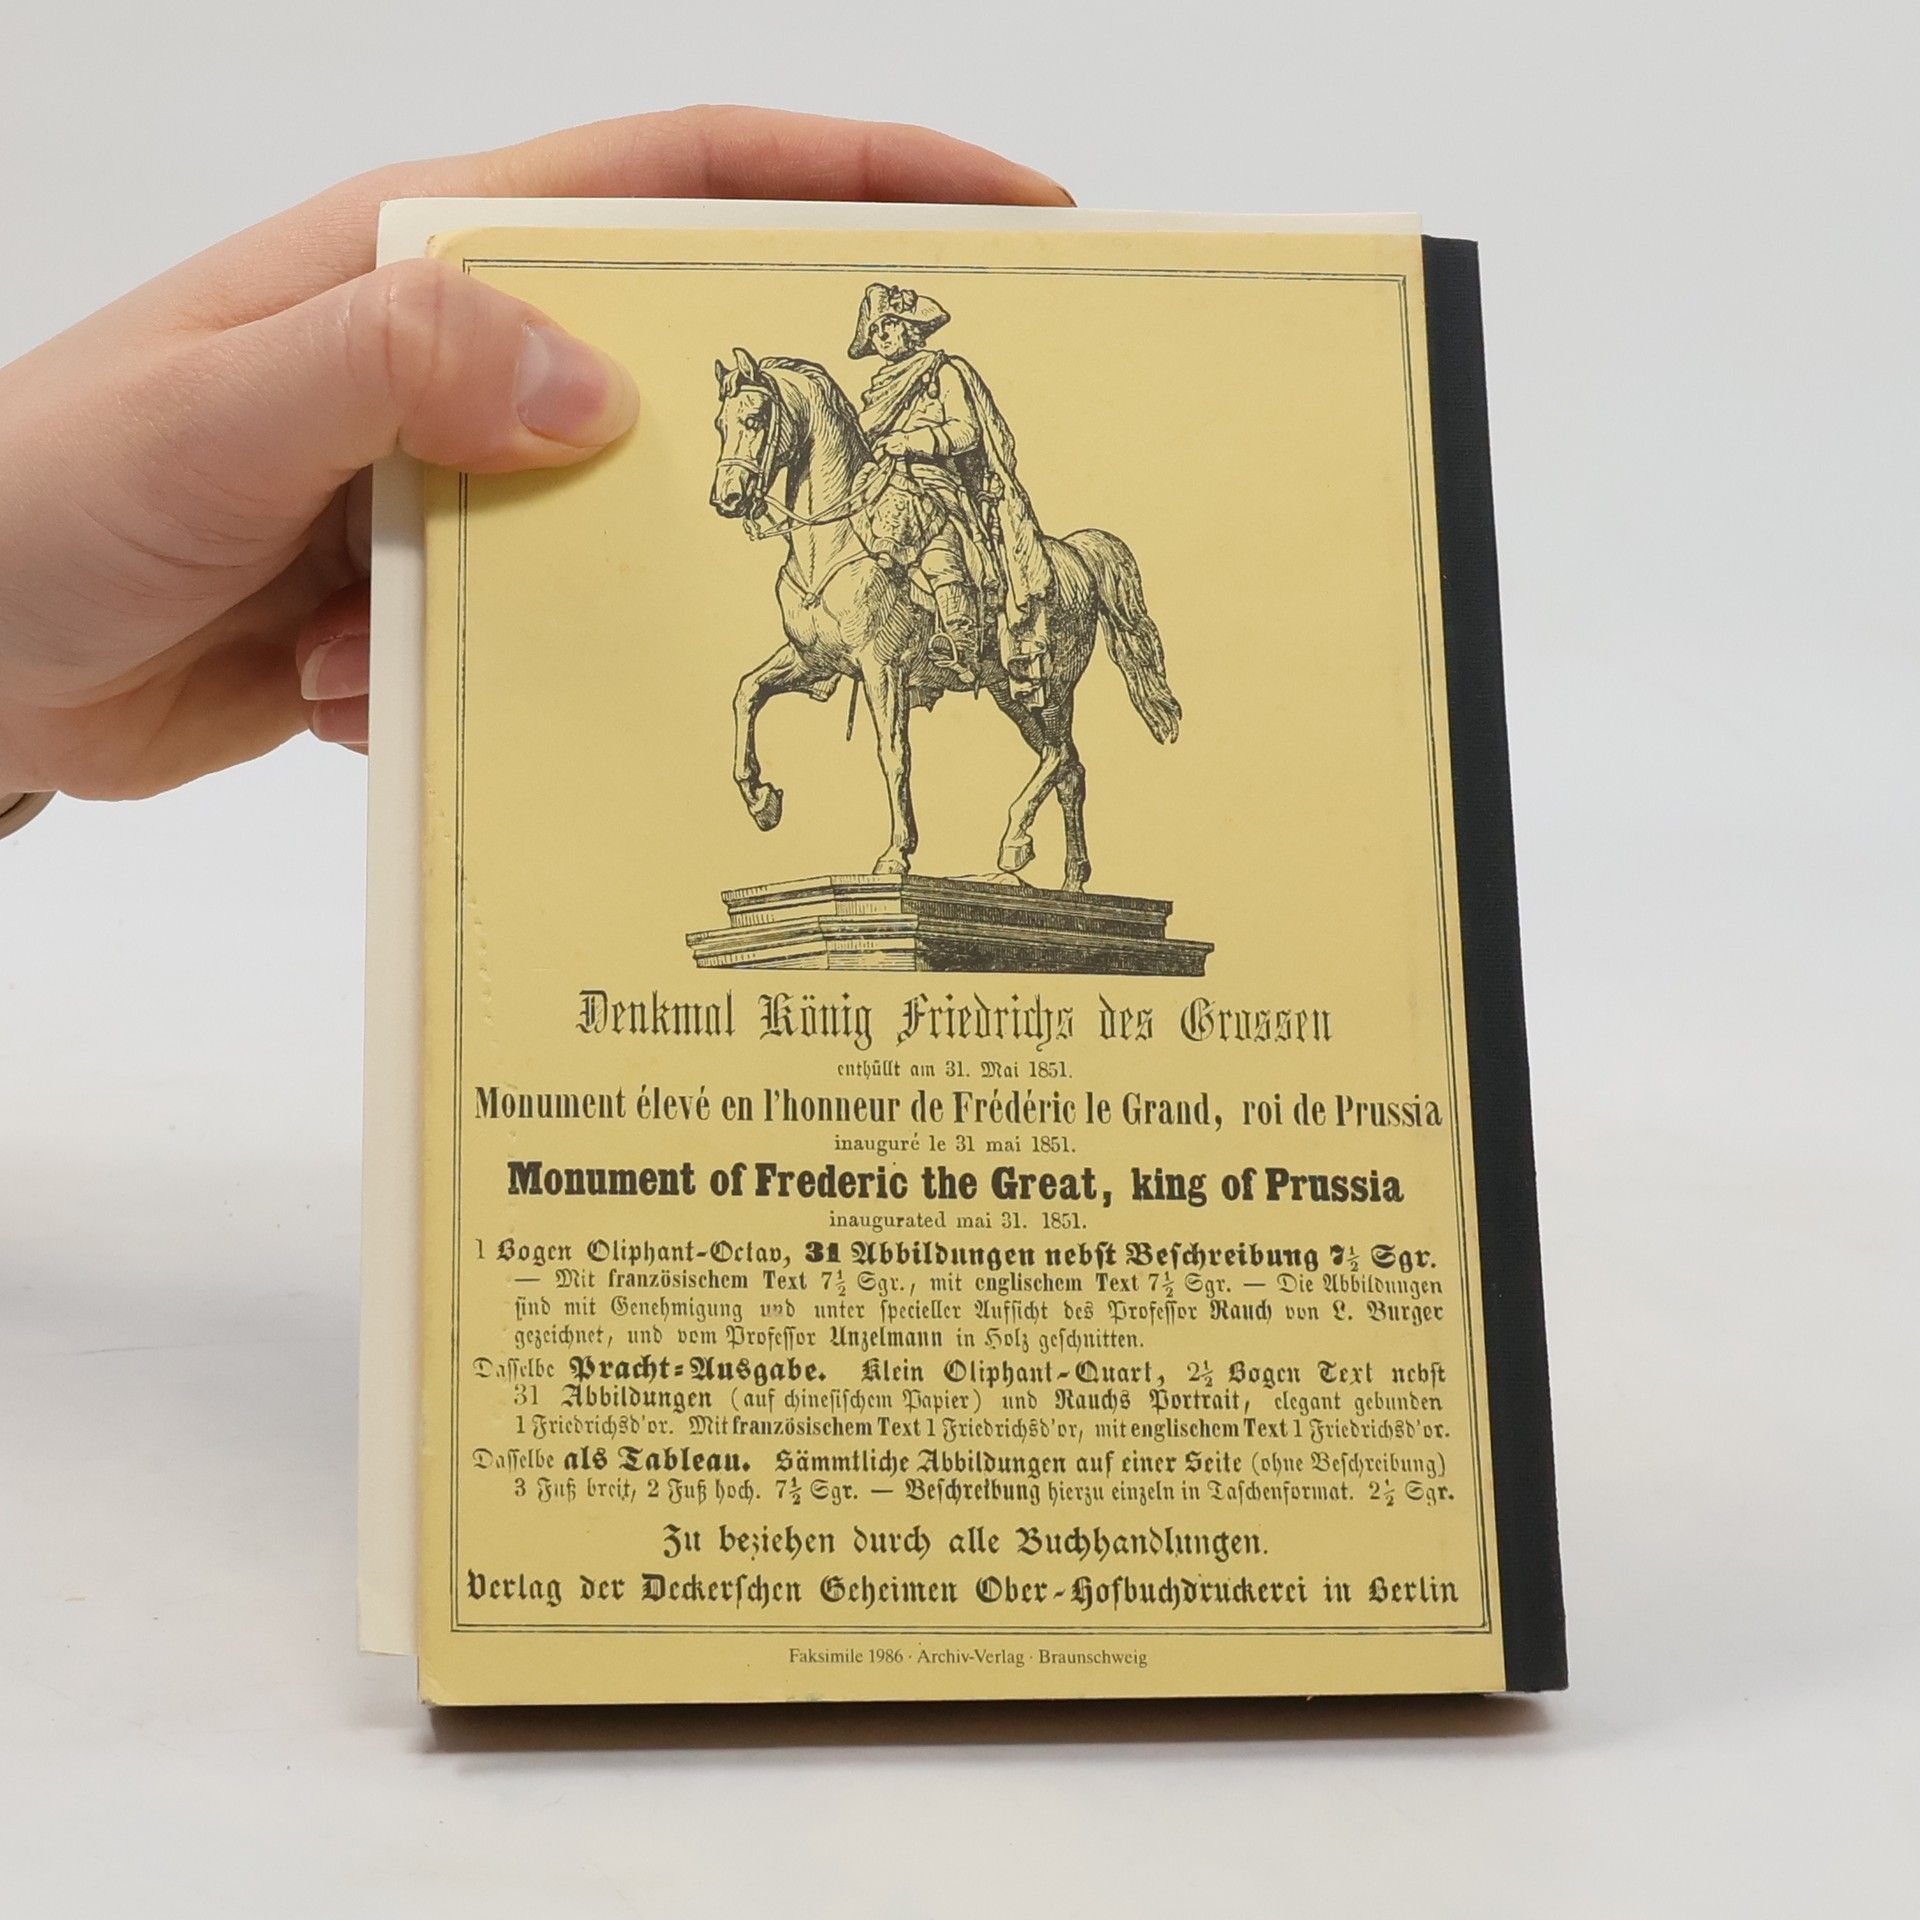 Denkmal König Friedrichs des Grossen
enthüllt am 31. Mai 1851.
Monument élevé en l'honneur de Frédéric le Grand, roi de Prussia
inauguré le 31 mai 1851.
Monument of Frederic the Great, king of Prussia
inaugurated mai 31. 1851.
1 Bogen Oliphant-Octav, 31 Abbildungen nebſt Beſchreibung 7½ Sgr.
— Mit französischem Text 7½ Sgr., mit englischem Text 7½ Sgr. — Die Abbildungen
ſind mit Genehmigung und unter ſpecieller Aufſicht des Profeſſor Rauch von L. Burger
gezeichnet, und vom Profeſſor Unzelmann in Holz geſchnitten.
Daſſelbe Pracht-Ausgabe. Klein Oliphant-Quart, 2½ Bogen Text nebſt
31 Abbildungen (auf chineſiſchem Papier) und Rauchs Portrait, elegant gebunden
1 Friedrichsd'or. Mit französischem Text 1 Friedrichsd'or, mit englischem Text 1 Friedrichsd'or.
Daſſelbe als Tableau. Sämmtliche Abbildungen auf einer Seite (ohne Beſchreibung)
3 Fuß breit, 2 Fuß hoch. 7½ Sgr. — Beſchreibung hierzu einzeln in Taſchenformat. 2½ Sgr.
Zu beziehen durch alle Buchhandlungen.
Verlag der Deckerſchen Geheimen Ober-Hofbuchdruckerei in Berlin
Faksimile 1986 · Archiv-Verlag · Braunschweig